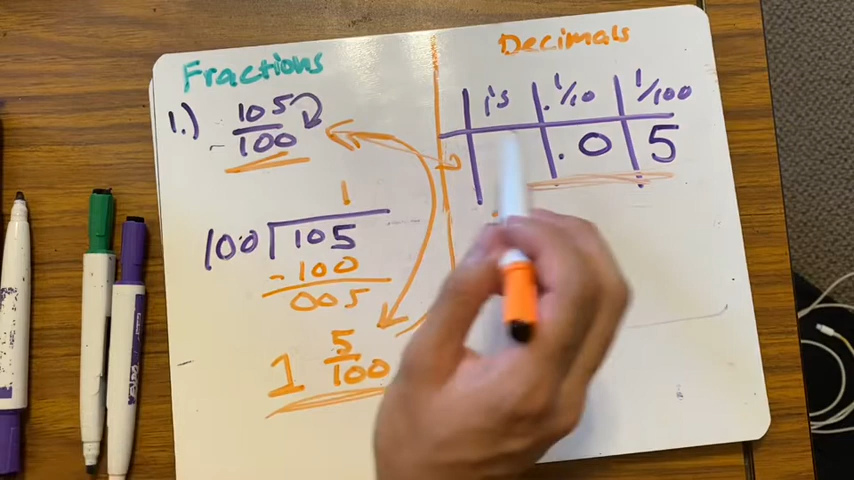 Fractions
1.) 105/100
1
100 105
- 100
005
1 5/100
Decimals
1's . 1/10 1/100
. 0 5